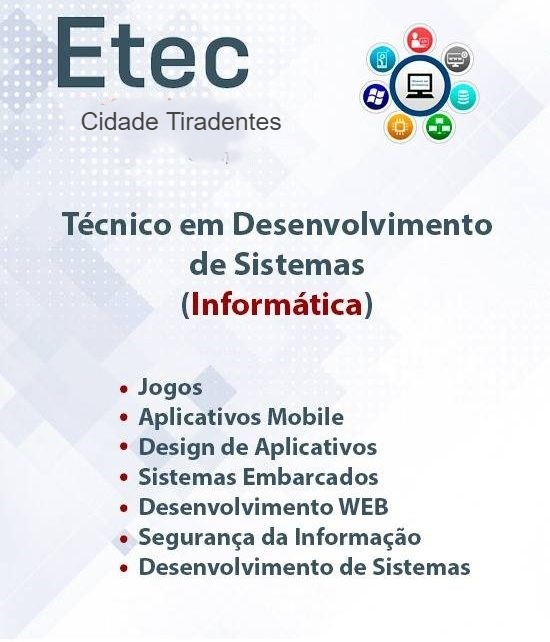 Etec
Cidade Tiradentes
Técnico em Desenvolvimento
de Sistemas
(Informática)
• Jogos
• Aplicativos Mobile
• Design de Aplicativos
• Sistemas Embarcados
• Desenvolvimento WEB
• Segurança da Informação
• Desenvolvimento de Sistemas